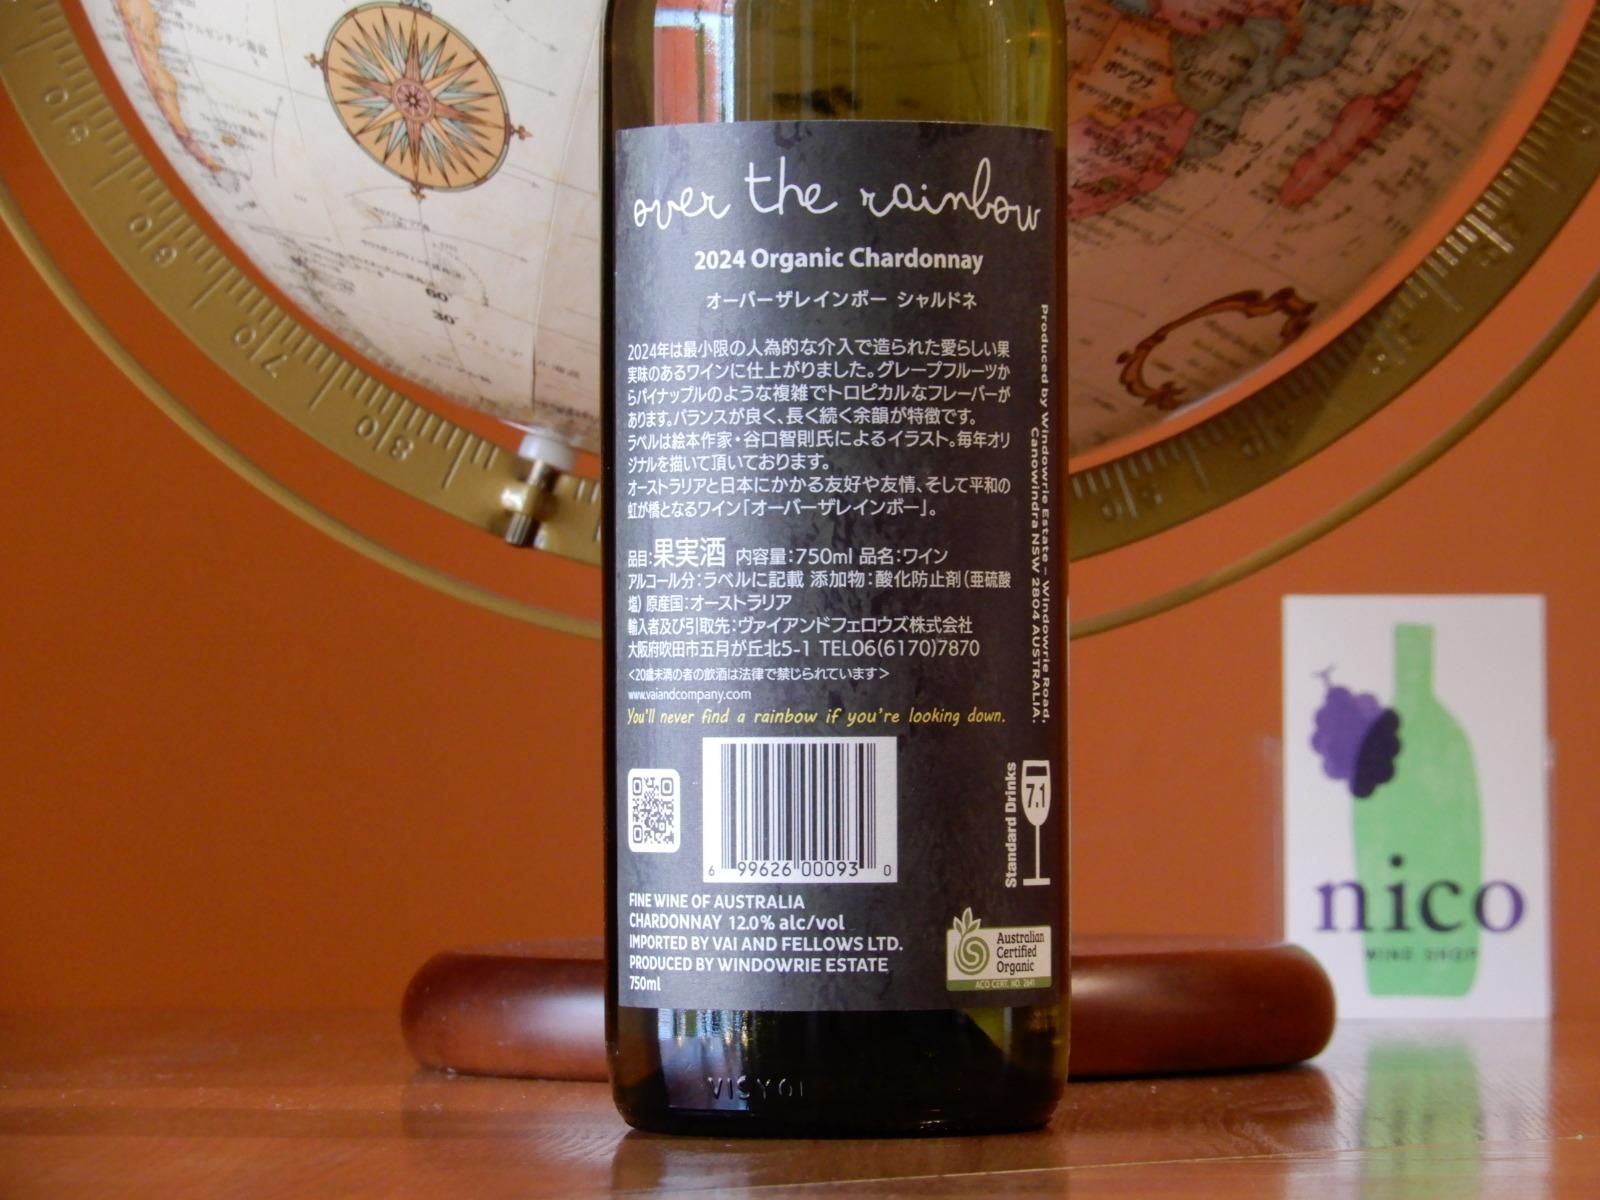 over the rainbow
2024 Organic Chardonnay
オーバーザレインボー シャルドネ
2024年は最小限の人為的な介入で造られた愛らしい果
実味のあるワインに仕上がりました。グレープフルーツか
らパイナップルのような複雑でトロピカルなフレーバーが
あります。バランスが良く、長く続く余韻が特徴です。
ラベルは絵本作家・谷口智則氏によるイラスト。毎年オリ
ジナルを描いて頂いております。
オーストラリアと日本にかかる友好や友情、そして平和の
虹が橋となるワイン「オーバーザレインボー」。
品目:果実酒 内容量:750ml 品名:ワイン
アルコール分:ラベルに記載 添加物:酸化防止剤(亜硫酸
塩) 原産国:オーストラリア
輸入者及び引取先:ヴァイアンドフェロウズ株式会社
大阪府吹田市五月が丘北5-1 TEL06(6170)7870
<20歳未満の者の飲酒は法律で禁じられています>
www.vaiandcompany.com
You'll never find a rainbow if you're looking down.
Produced by Windowrie Estate – Windowrie Road,
Canowindra NSW 2804 AUSTRALIA.
Standard Drinks
7.1
6 99626 00093 0
FINE WINE OF AUSTRALIA
CHARDONNAY 12.0% alc/vol
IMPORTED BY VAI AND FELLOWS LTD.
PRODUCED BY WINDOWRIE ESTATE
750ml
Australian
Certified
Organic
ACO CERT. NO. 2641
nico
WINE SHOP
60°
30°